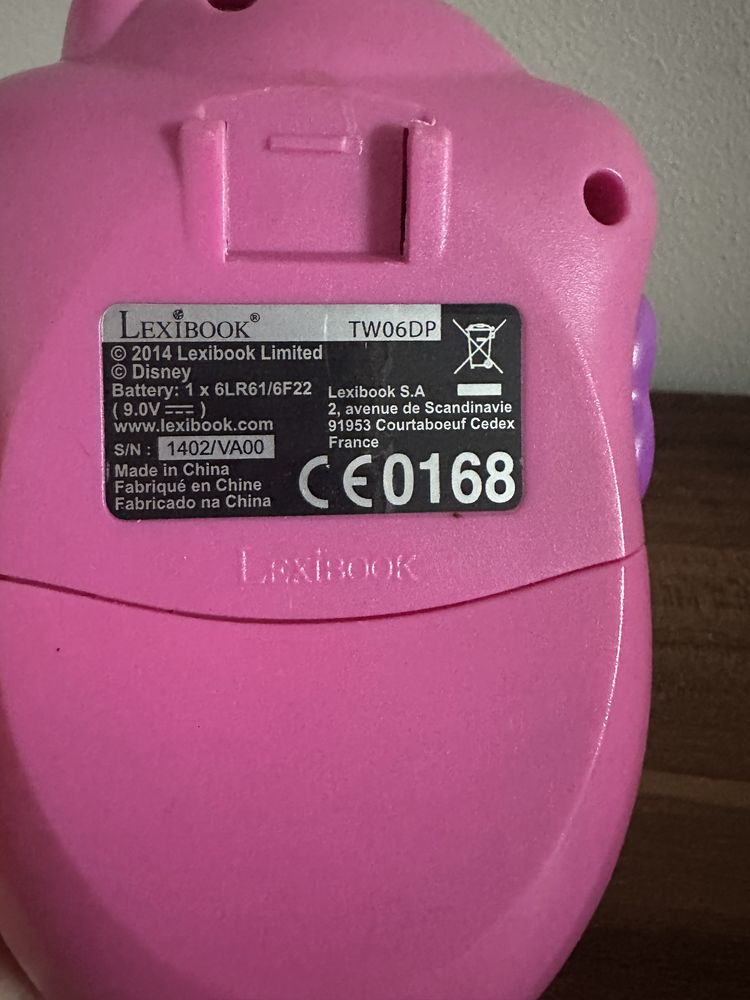 LEXIBOOK® TW06DP
© 2014 Lexibook Limited
© Disney
Battery: 1 x 6LR61/6F22
( 9.0V ⎓ )
www.lexibook.com
S/N : 1402/VA00
Made in China
Fabriqué en Chine
Fabricado na China
Lexibook S.A
2, avenue de Scandinavie
91953 Courtaboeuf Cedex
France
CE0168
LEXIBOOK